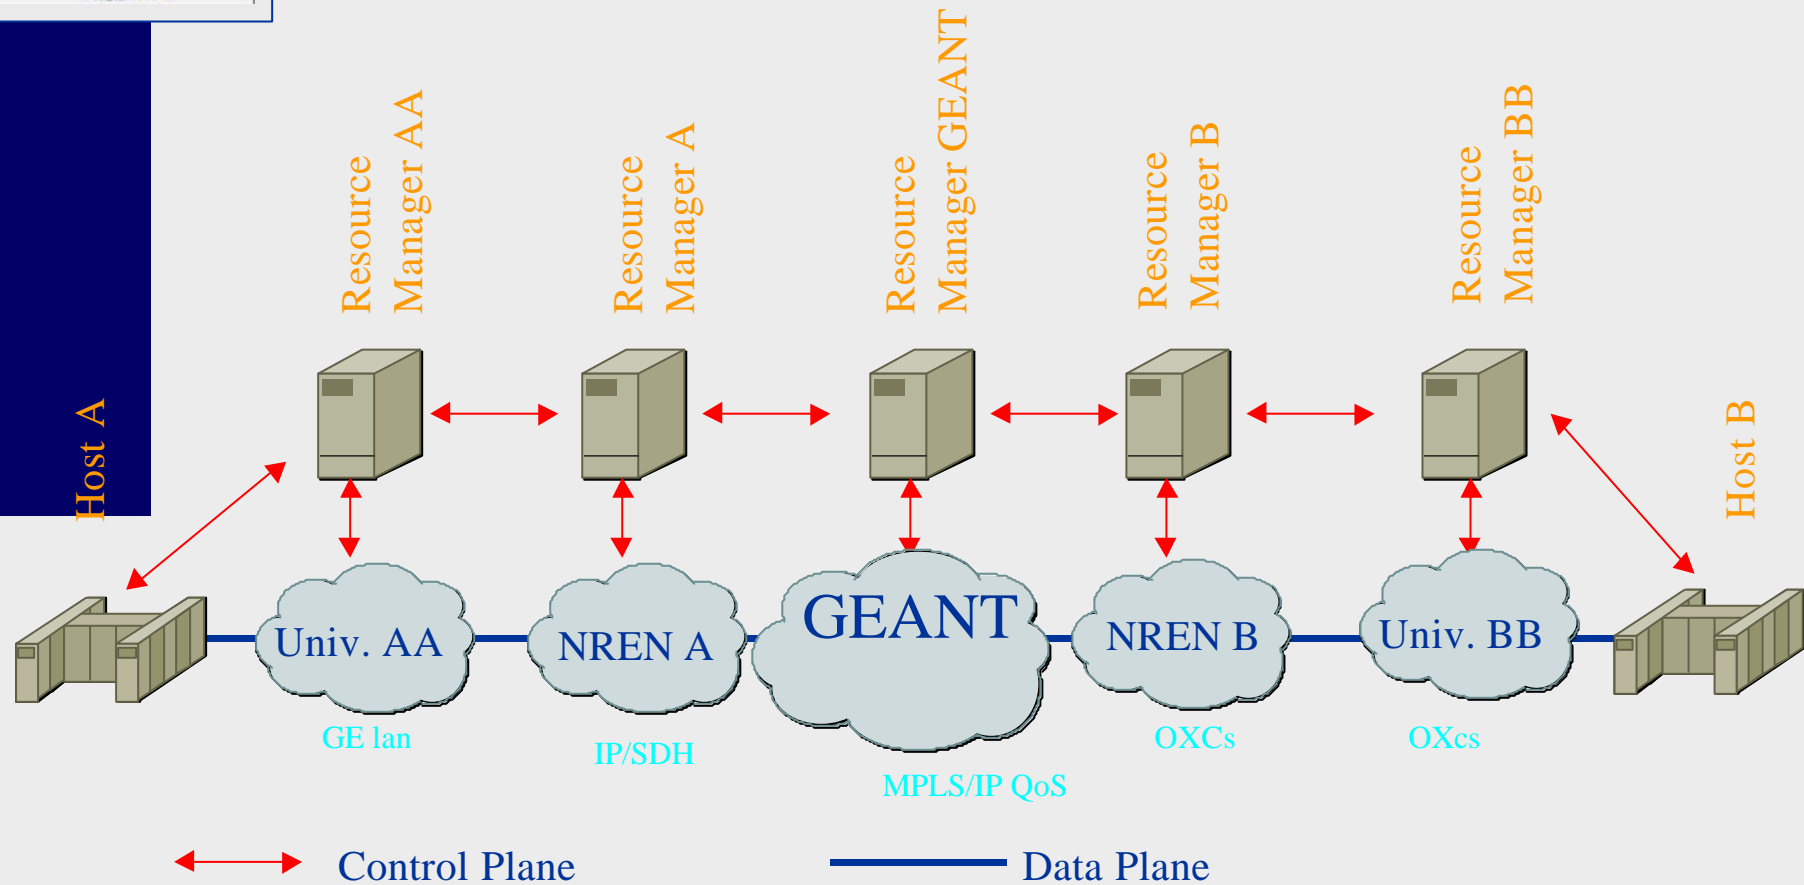 Resource
Manager AA
Resource
Manager A
Resource
Manager GEANT
Resource
Manager B
Resource
Manager BB
Host A
Host B
Univ. AA
NREN A
GEANT
NREN B
Univ. BB
GE lan
IP/SDH
MPLS/IP QoS
OXCs
OXcs
Control Plane
Data Plane